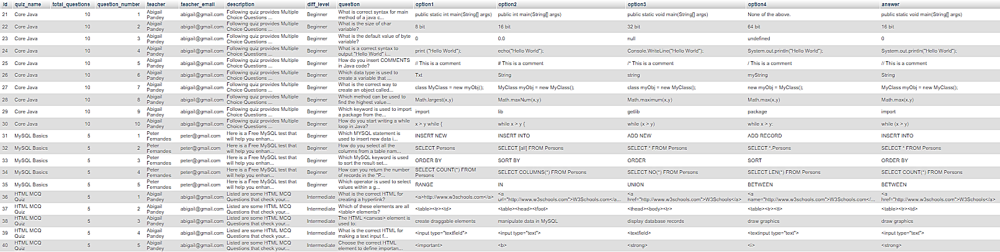 id quiz_name total_questions question_number teacher teacher_email description diff_level question option1 option2 option3 option4 answer
21 Core Java 10 1 Abigail Pandey abigail@gmail.com Following quiz provides Multiple Choice Questions ... Beginner What is correct syntax for main method of a java c... public static int main(String[] args) public int main(String[] args) public static void main(String[] args) None of the above. public static void main(String[] args)
22 Core Java 10 2 Abigail Pandey abigail@gmail.com Following quiz provides Multiple Choice Questions ... Beginner What is the size of char variable? 8 bit 16 bit 32 bit 64 bit 16 bit
23 Core Java 10 3 Abigail Pandey abigail@gmail.com Following quiz provides Multiple Choice Questions ... Beginner What is the default value of byte variable? 0 0.0 null undefined 0
24 Core Java 10 4 Abigail Pandey abigail@gmail.com Following quiz provides Multiple Choice Questions ... Beginner What is a correct syntax to output "Hello World" i... print ("Hello World"); echo("Hello World"); Console.WriteLine("Hello World"); System.out.println("Hello World"); System.out.println("Hello World");
25 Core Java 10 5 Abigail Pandey abigail@gmail.com Following quiz provides Multiple Choice Questions ... Beginner How do you insert COMMENTS in Java code? // This is a comment # This is a comment /* This is a comment / This is a comment // This is a comment
26 Core Java 10 6 Abigail Pandey abigail@gmail.com Following quiz provides Multiple Choice Questions ... Beginner Which data type is used to create a variable that ... Txt String string myString String
27 Core Java 10 7 Abigail Pandey abigail@gmail.com Following quiz provides Multiple Choice Questions ... Beginner What is the correct way to create an object called... class MyClass = new myObj(); MyClass myObj = new MyClass(); class myObj = new MyClass(); new myObj = MyClass(); MyClass myObj = new MyClass();
28 Core Java 10 8 Abigail Pandey abigail@gmail.com Following quiz provides Multiple Choice Questions ... Beginner Which method can be used to find the highest value... Math.largest(x,y) Math.maxNum(x,y) Math.maximum(x,y) Math.max(x,y) Math.max(x,y)
29 Core Java 10 9 Abigail Pandey abigail@gmail.com Following quiz provides Multiple Choice Questions ... Beginner Which keyword is used to import a package from the... import lib getlib package import
30 Core Java 10 10 Abigail Pandey abigail@gmail.com Following quiz provides Multiple Choice Questions ... Beginner How do you start writing a while loop in Java? x > y while { while x > y { while (x > y) while x > y: while (x > y)
31 MySQL Basics 5 1 Peter Fernandes peter@gmail.com Here is a Free MySQL test that will help you enhan... Beginner Which MYSQL statement is used to insert new data i... INSERT NEW INSERT INTO ADD NEW ADD RECORD INSERT INTO
32 MySQL Basics 5 2 Peter Fernandes peter@gmail.com Here is a Free MySQL test that will help you enhan... Beginner How do you select all the columns from a table nam... SELECT Persons SELECT [all] FROM Persons SELECT * FROM Persons SELECT *.Persons SELECT * FROM Persons
33 MySQL Basics 5 3 Peter Fernandes peter@gmail.com Here is a Free MySQL test that will help you enhan... Beginner Which MySQL keyword is used to sort the result-set... ORDER BY SORT BY ORDER SORT ORDER BY
34 MySQL Basics 5 4 Peter Fernandes peter@gmail.com Here is a Free MySQL test that will help you enhan... Beginner How can you return the number of records in the "P... SELECT COUNT(*) FROM Persons SELECT COLUMNS(*) FROM Persons SELECT NO(*) FROM Persons SELECT LEN(*) FROM Persons SELECT COUNT(*) FROM Persons
35 MySQL Basics 5 5 Peter Fernandes peter@gmail.com Here is a Free MySQL test that will help you enhan... Beginner Which operator is used to select values within a g... RANGE IN UNION BETWEEN BETWEEN
36 HTML MCQ Quiz 5 1 Abigail Pandey abigail@gmail.com Listed are some HTML MCQ Questions that check your... Intermediate What is the correct HTML for creating a hyperlink? <a>http://www.w3schools.com</a> <a url="http://www.w3schools.com">W3Schools.com</a... <a href="http://www.w3schools.com">W3Schools</a> <a name="http://www.w3schools.com">W3Schools.com</... <a href="http://www.w3schools.com">W3Schools</a>
37 HTML MCQ Quiz 5 2 Abigail Pandey abigail@gmail.com Listed are some HTML MCQ Questions that check your... Intermediate Which of these elements are all <table> elements? <table><tr><td> <table><head><tfoot> <thead><body><tr> <table><tr><tt> <table><tr><td>
38 HTML MCQ Quiz 5 3 Abigail Pandey abigail@gmail.com Listed are some HTML MCQ Questions that check your... Intermediate The HTML <canvas> element is used to: create draggable elements manipulate data in MySQL display database records draw graphics draw graphics
39 HTML MCQ Quiz 5 4 Abigail Pandey abigail@gmail.com Listed are some HTML MCQ Questions that check your... Intermediate What is the correct HTML for making a text input f... <input type="textfield"> <input type="text"> <textfield> <textinput type="text"> <input type="text">
40 HTML MCQ Quiz 5 5 Abigail Pandey abigail@gmail.com Listed are some HTML MCQ Questions that check your... Intermediate Choose the correct HTML element to define importan... <important> <b> <strong> <i> <strong>